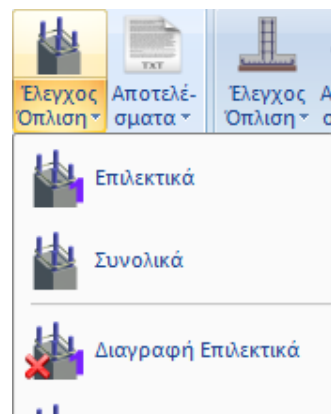 TXT
Έλεγχος Αποτελέ- Έλεγχος
Όπλιση σματα Όπλιση
Επιλεκτικά
Συνολικά
Διαγραφή Επιλεκτικά